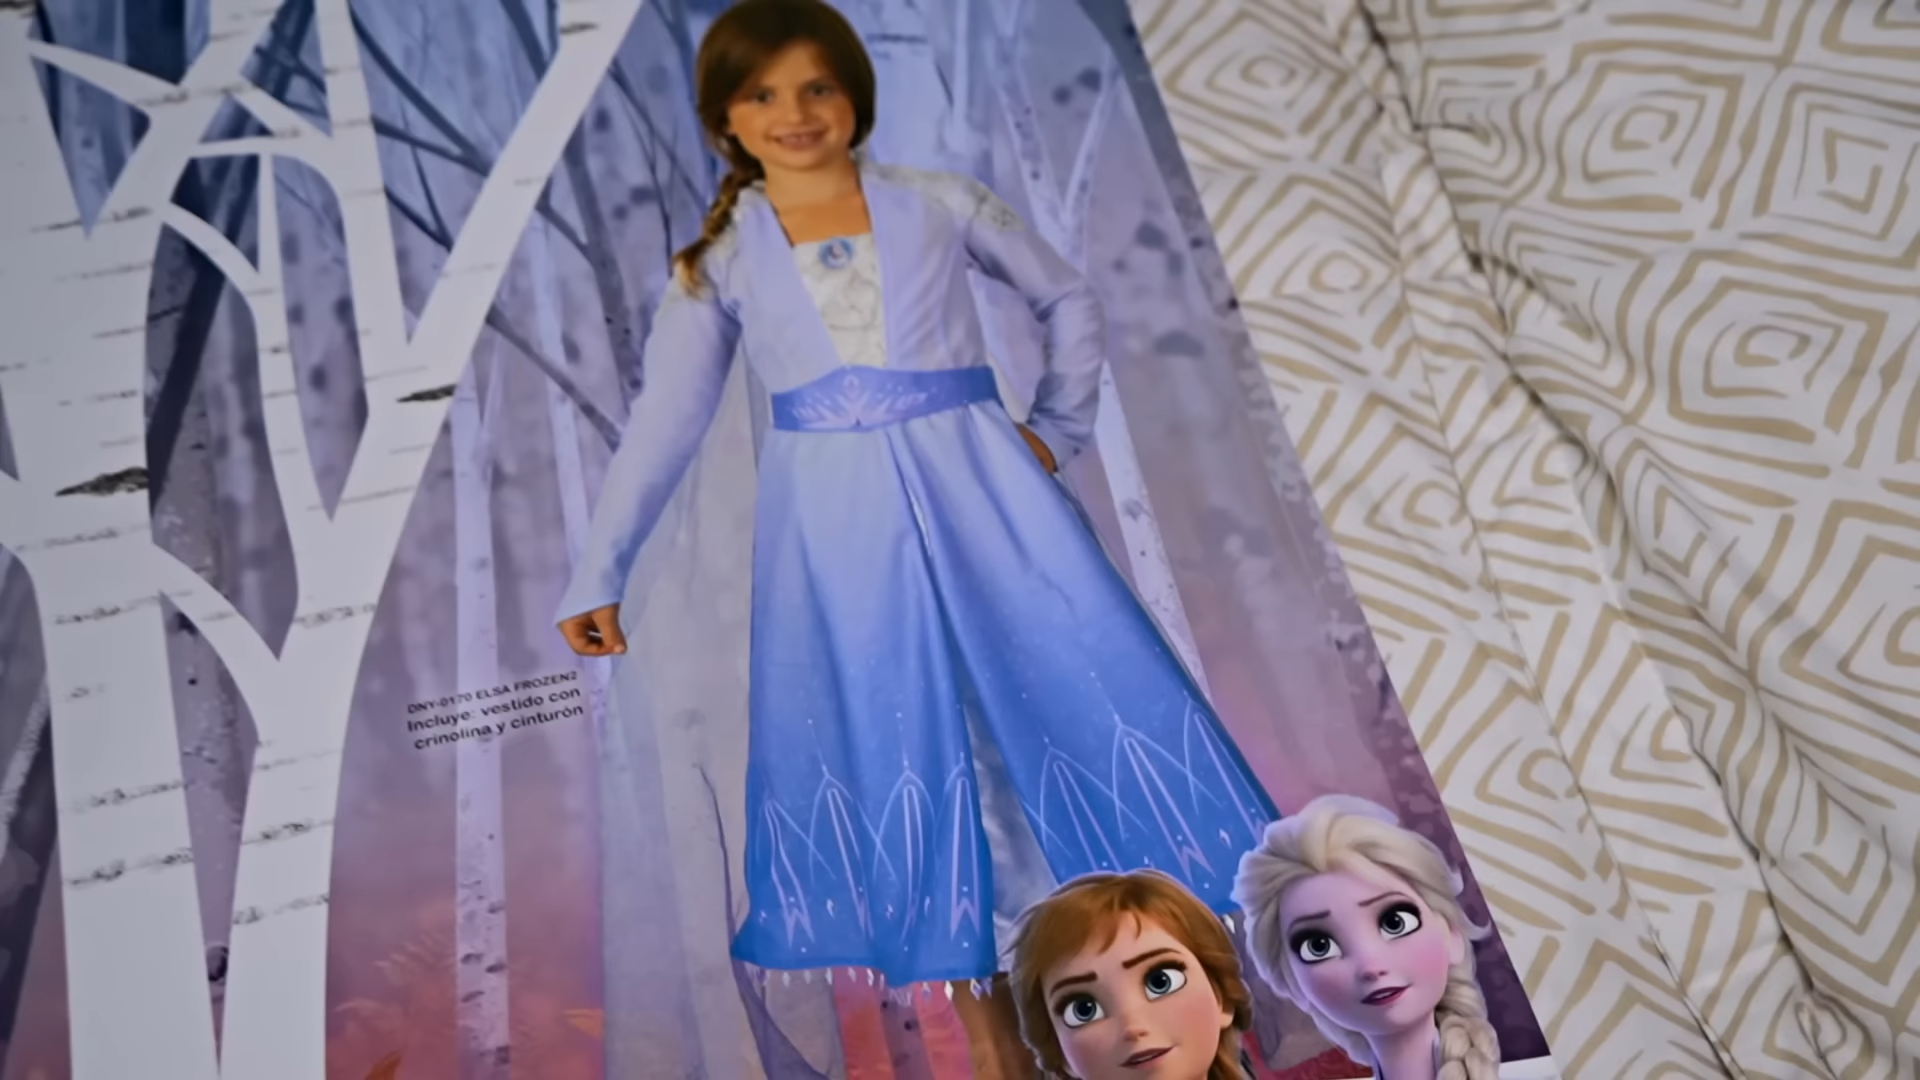 DNY-0170 ELSA FROZEN2
Incluye: vestido con
crinolina y cinturón